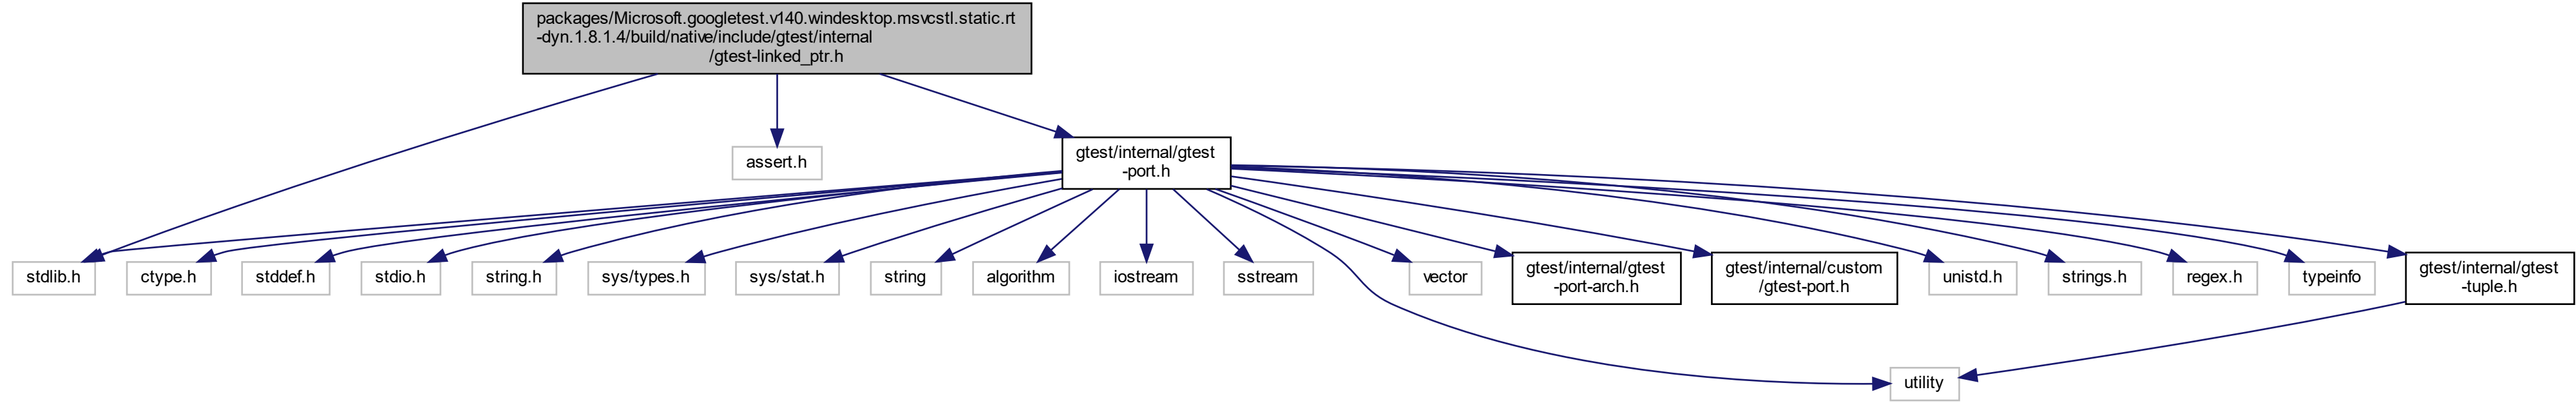 packages/Microsoft.googletest.v140.windesktop.msvcstl.static.rt
-dyn.1.8.1.4/build/native/include/gtest/internal
/gtest-linked_ptr.h
assert.h
gtest/internal/gtest
-port.h
stdlib.h
ctype.h
stddef.h
stdio.h
string.h
sys/types.h
sys/stat.h
string
algorithm
iostream
sstream
vector
gtest/internal/gtest
-port-arch.h
gtest/internal/custom
/gtest-port.h
unistd.h
strings.h
regex.h
typeinfo
gtest/internal/gtest
-tuple.h
utility